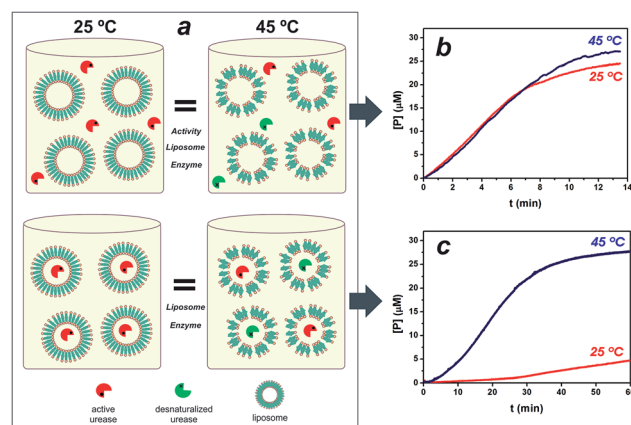 25 ºC a 45 ºC
=
Activity
Liposome
Enzyme
=
Liposome
Enzyme
active
urease
desnaturalized
urease
liposome
b
45 ºC
25 ºC
[P] (µM)
30
25
20
15
10
5
0
0 2 4 6 8 10 12 14
t (min)
c
45 ºC
25 ºC
[P] (µM)
30
25
20
15
10
5
0
0 10 20 30 40 50 60
t (min)